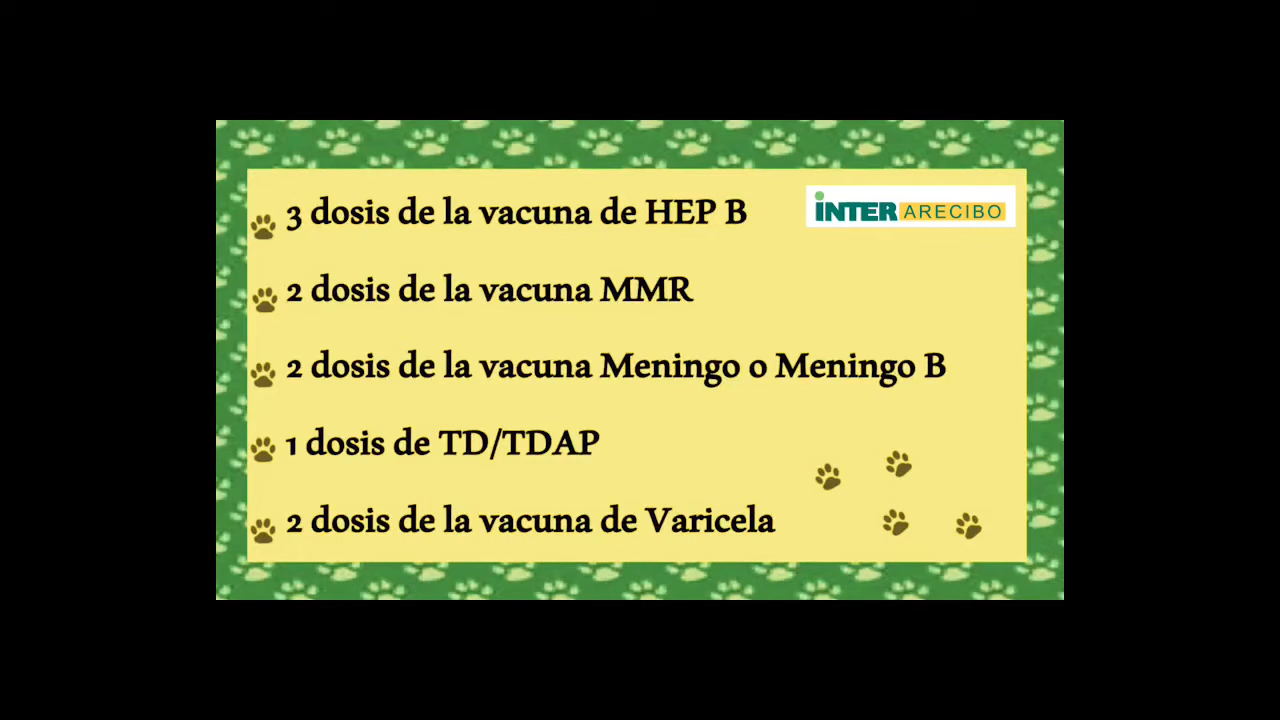 3 dosis de la vacuna de HEP B
INTER ARECIBO
2 dosis de la vacuna MMR
2 dosis de la vacuna Meningo o Meningo B
1 dosis de TD/TDAP
2 dosis de la vacuna de Varicela